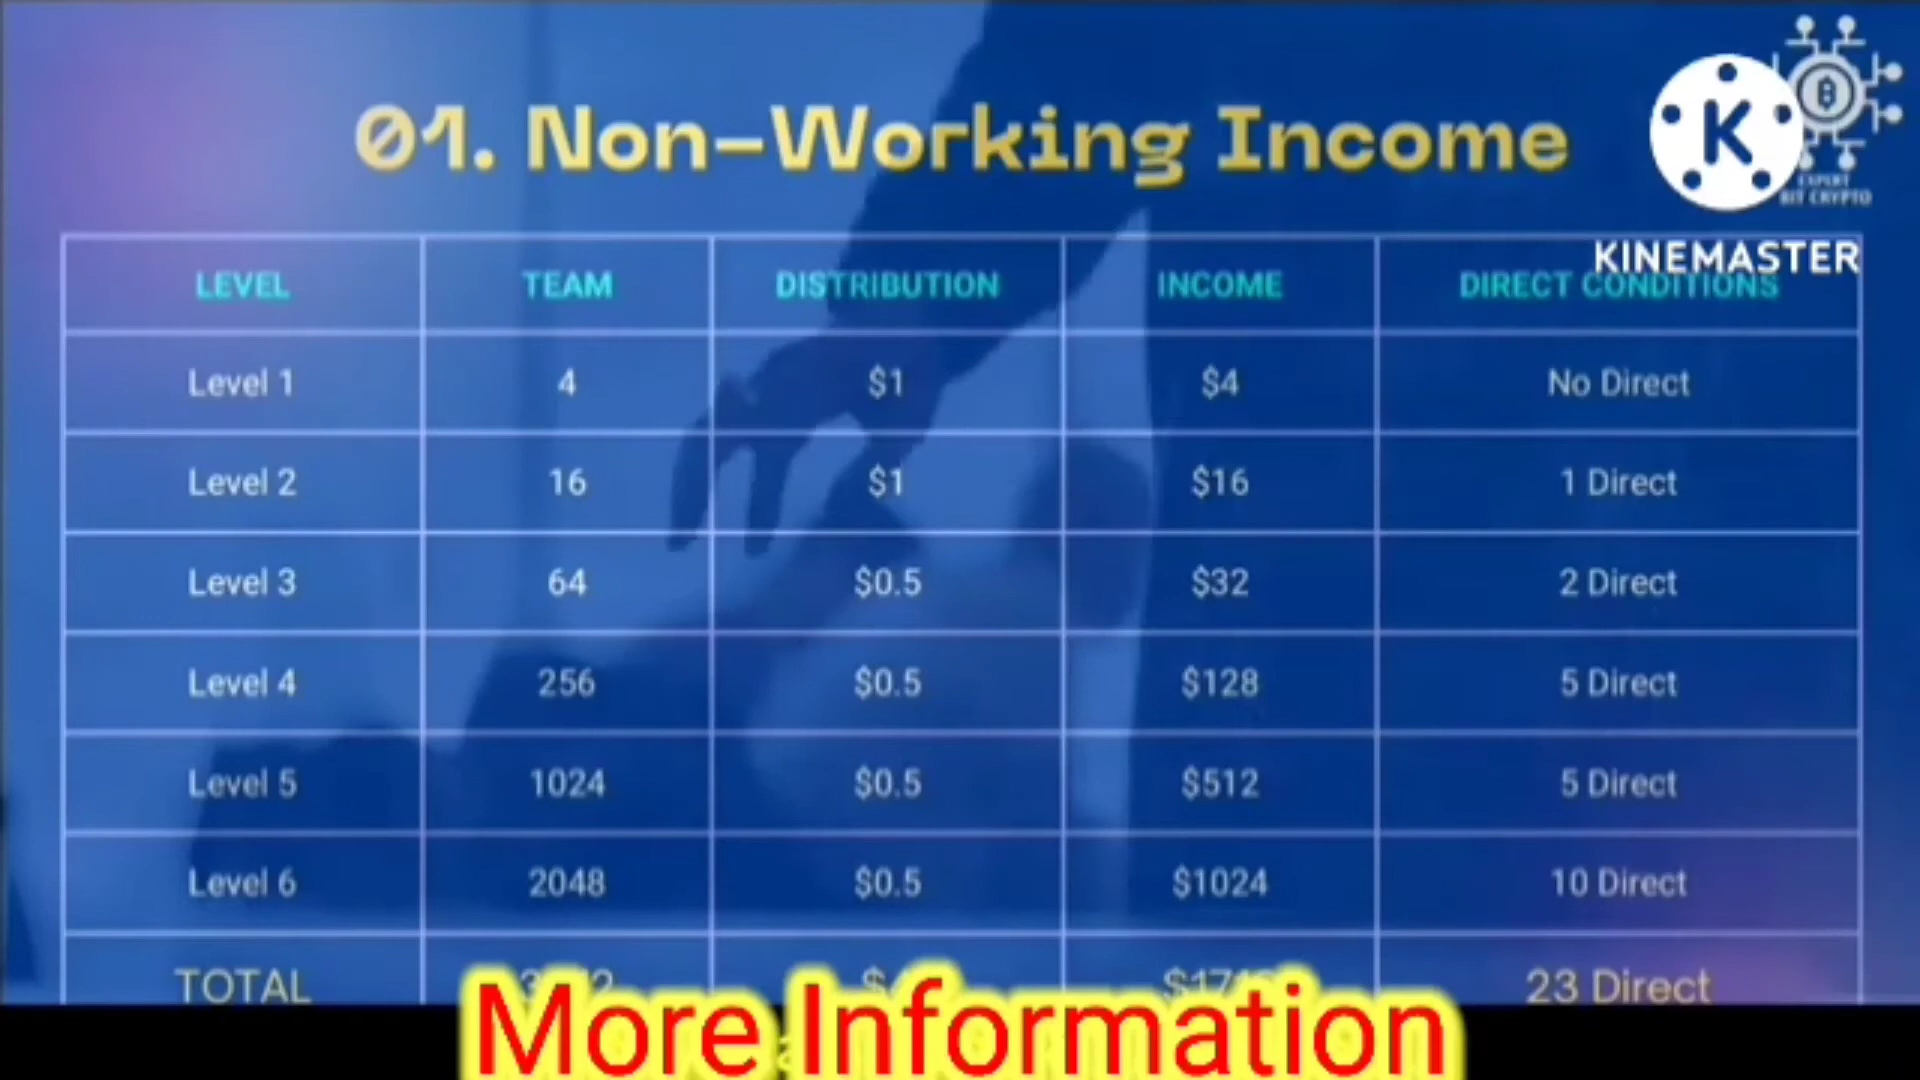 01. Non-Working Income
K
EXPERT
BIT CRYPTO
KINEMASTER
LEVEL TEAM DISTRIBUTION INCOME DIRECT CONDITIONS
Level 1 4 $1 $4 No Direct
Level 2 16 $1 $16 1 Direct
Level 3 64 $0.5 $32 2 Direct
Level 4 256 $0.5 $128 5 Direct
Level 5 1024 $0.5 $512 5 Direct
Level 6 2048 $0.5 $1024 10 Direct
TOTAL 23 Direct
More Information